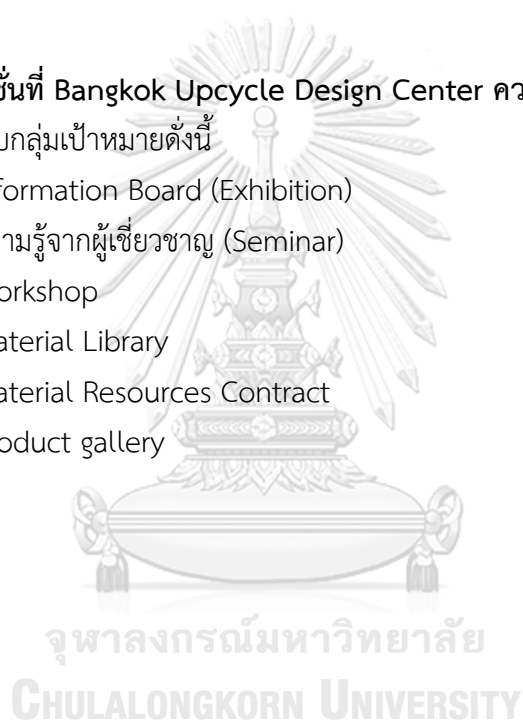 ชั่นที่ Bangkok Upcycle Design Center คว
บกลุ่มเป้าหมายดั่งนี้
formation Board (Exhibition)
ามรู้จากผู้เชี่ยวชาญ (Seminar)
orkshop
aterial Library
aterial Resources Contract
oduct gallery
จุฬาลงกรณ์มหาวิทยาลัย
CHULALONGKORN UNIVERSITY